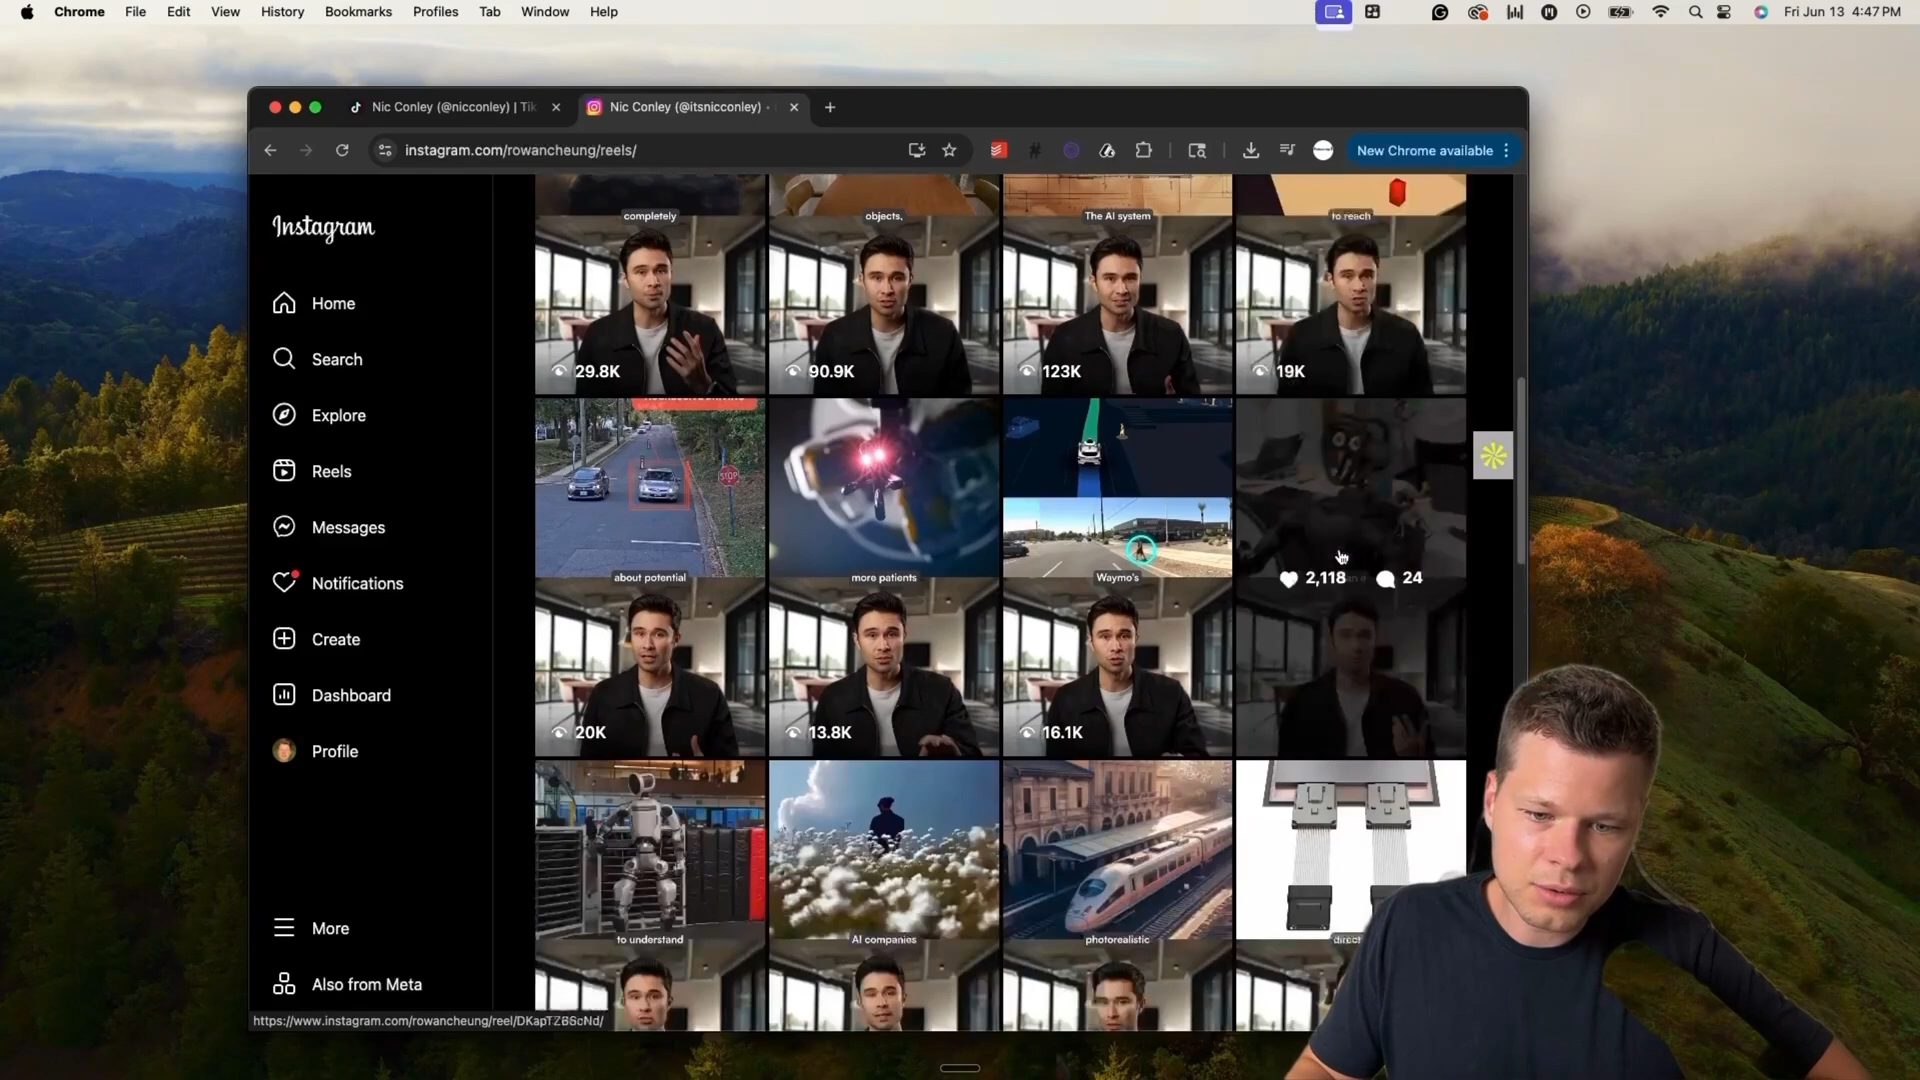 Chrome File Edit View History Bookmarks Profiles Tab Window Help
Fri Jun 13 4:47 PM
Nic Conley (@nicconley) | Tik
Nic Conley (@itsnicconley) •
instagram.com/rowancheung/reels/
New Chrome available
Instagram
Home
Search
Explore
Reels
Messages
Notifications
Create
Dashboard
Profile
More
Also from Meta
completely
objects,
The AI system
to reach
29.8K
90.9K
123K
19K
STOP
about potential
more patients
Waymo's
2,118
24
20K
13.8K
16.1K
to understand
AI companies
photorealistic
direct
https://www.instagram.com/rowancheung/reel/DKapTZBScNd/